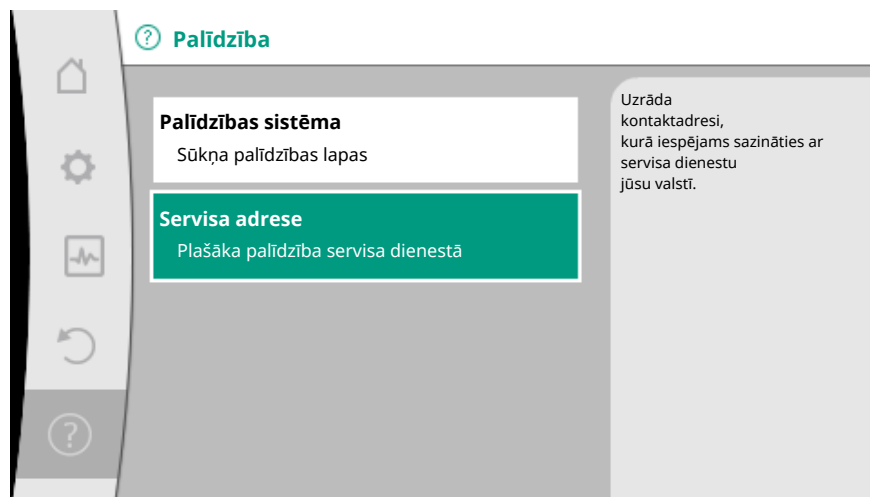 Palīdzība
Palīdzības sistēma
Sūkņa palīdzības lapas
Servisa adrese
Plašāka palīdzība servisa dienestā
Uzrāda
kontaktadresi,
kurā iespējams sazināties ar
servisa dienestu
jūsu valstī.